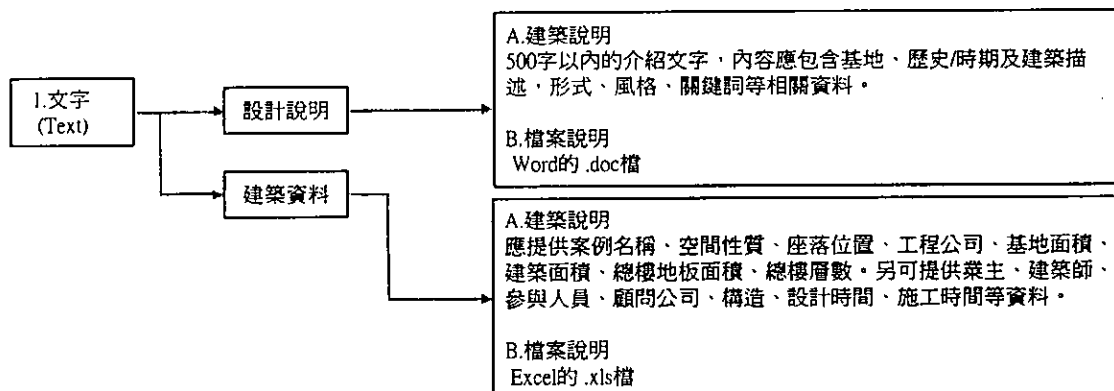 1.文字
(Text)
設計說明
建築資料
A.建築說明
500字以內的介紹文字，內容應包含基地、歷史/時期及建築描
述，形式、風格、關鍵詞等相關資料。
B.檔案說明
Word的 .doc檔
A.建築說明
應提供案例名稱、空間性質、座落位置、工程公司、基地面積、
建築面積、總樓地板面積、總樓層數。另可提供業主、建築師、
參與人員、顧問公司、構造、設計時間、施工時間等資料。
B.檔案說明
Excel的 .xls檔